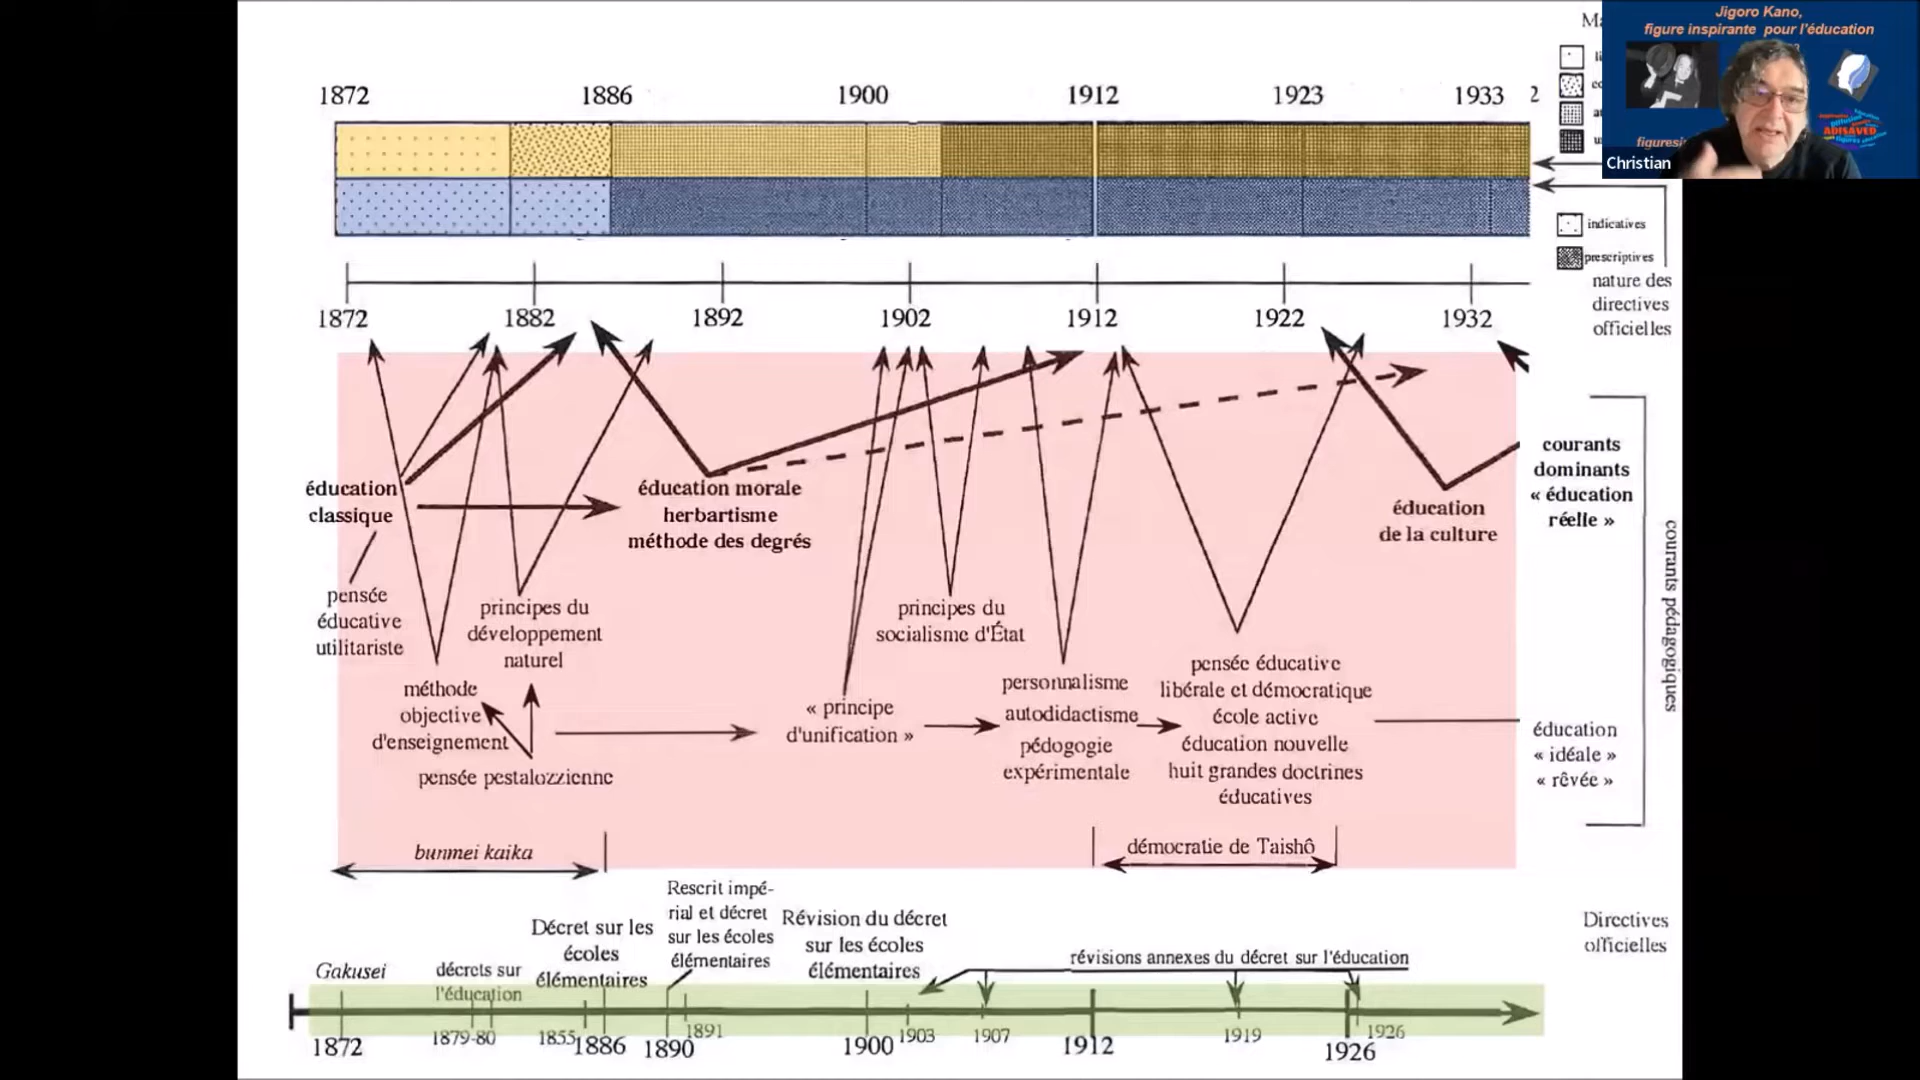 Jigoro Kano,
figure inspirante pour l'éducation
ADISAVED
Christian
1872 1886 1900 1912 1923 1933 2
indicatives
prescriptives
nature des
directives
officielles
1872 1882 1892 1902 1912 1922 1932
éducation
classique
éducation morale
herbartisme
méthode des degrés
éducation
de la culture
courants
dominants
« éducation
réelle »
courants pédagogiques
pensée
éducative
utilitariste
principes du
développement
naturel
principes du
socialisme d'État
méthode
objective
d'enseignement
pensée pestalozzienne
« principe
d'unification »
personnalisme
autodidactisme
pédogogie
expérimentale
pensée éducative
libérale et démocratique
école active
éducation nouvelle
huit grandes doctrines
éducatives
éducation
« idéale »
« rêvée »
bunmei kaika
démocratie de Taishô
Gakusei
décrets sur
l'éducation
Décret sur les
écoles
élémentaires
Rescrit impé-
rial et décret
sur les écoles
élémentaires
Révision du décret
sur les écoles
élémentaires
révisions annexes du décret sur l'éducation
Directives
officielles
1872 1879-80 1855 1886 1890 1891 1900 1903 1907 1912 1919 1926 1926